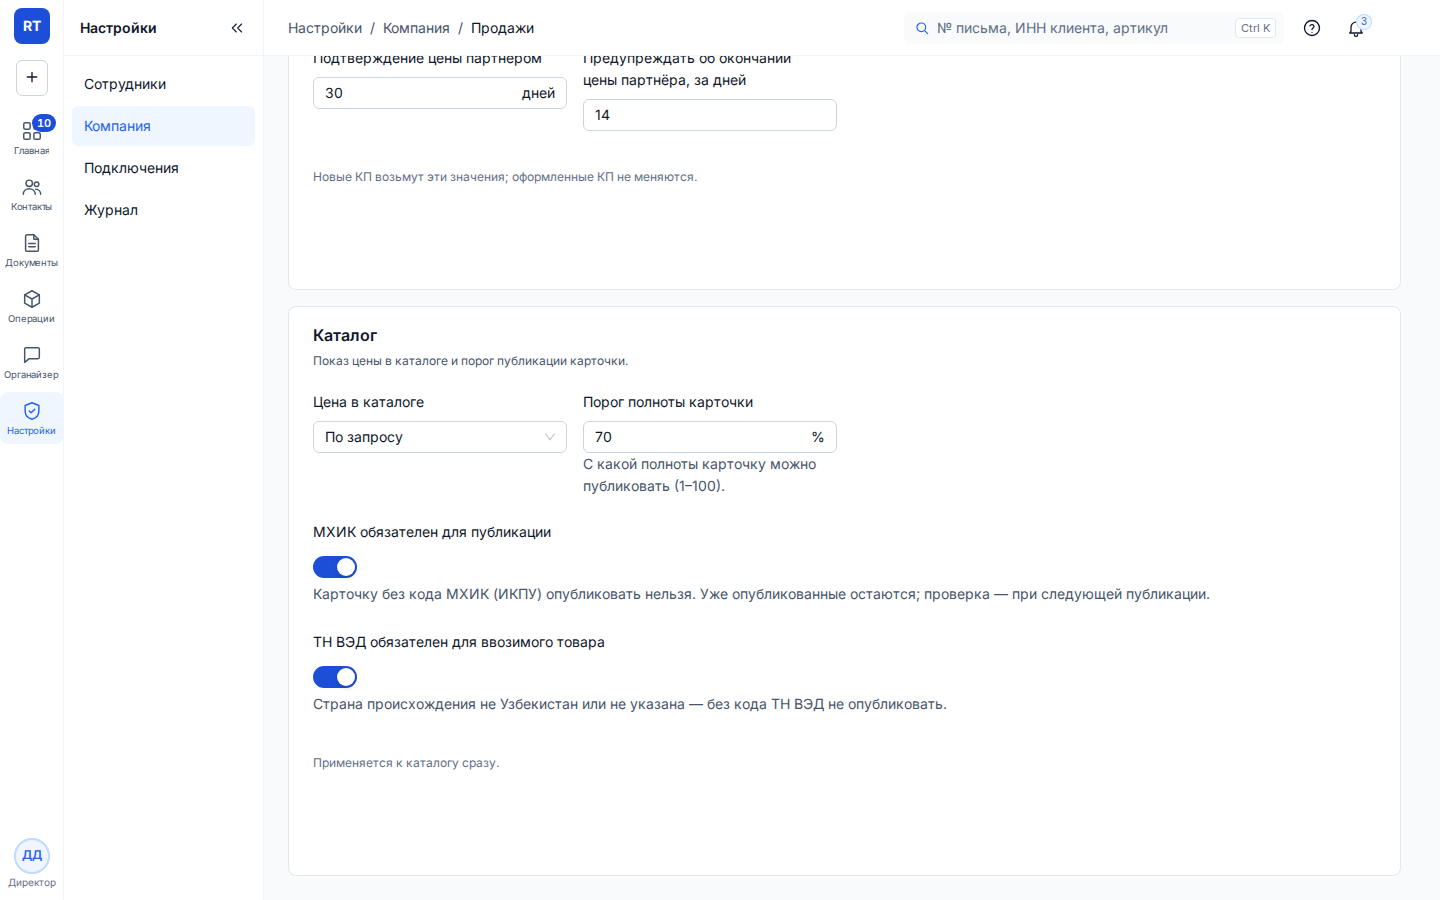 RT
Настройки
Настройки / Компания / Продажи
№ письма, ИНН клиента, артикул
Ctrl K
3
10
Главная
Контакты
Документы
Операции
Органайзер
Настройки
ДД
Директор
Сотрудники
Компания
Подключения
Журнал
Подтверждение цены партнёром
30 дней
Предупреждать об окончании
цены партнёра, за дней
14
Новые КП возьмут эти значения; оформленные КП не меняются.
Каталог
Показ цены в каталоге и порог публикации карточки.
Цена в каталоге
По запросу
Порог полноты карточки
70 %
С какой полноты карточку можно
публиковать (1–100).
МХИК обязателен для публикации
Карточку без кода МХИК (ИКПУ) опубликовать нельзя. Уже опубликованные остаются; проверка — при следующей публикации.
ТН ВЭД обязателен для ввозимого товара
Страна происхождения не Узбекистан или не указана — без кода ТН ВЭД не опубликовать.
Применяется к каталогу сразу.